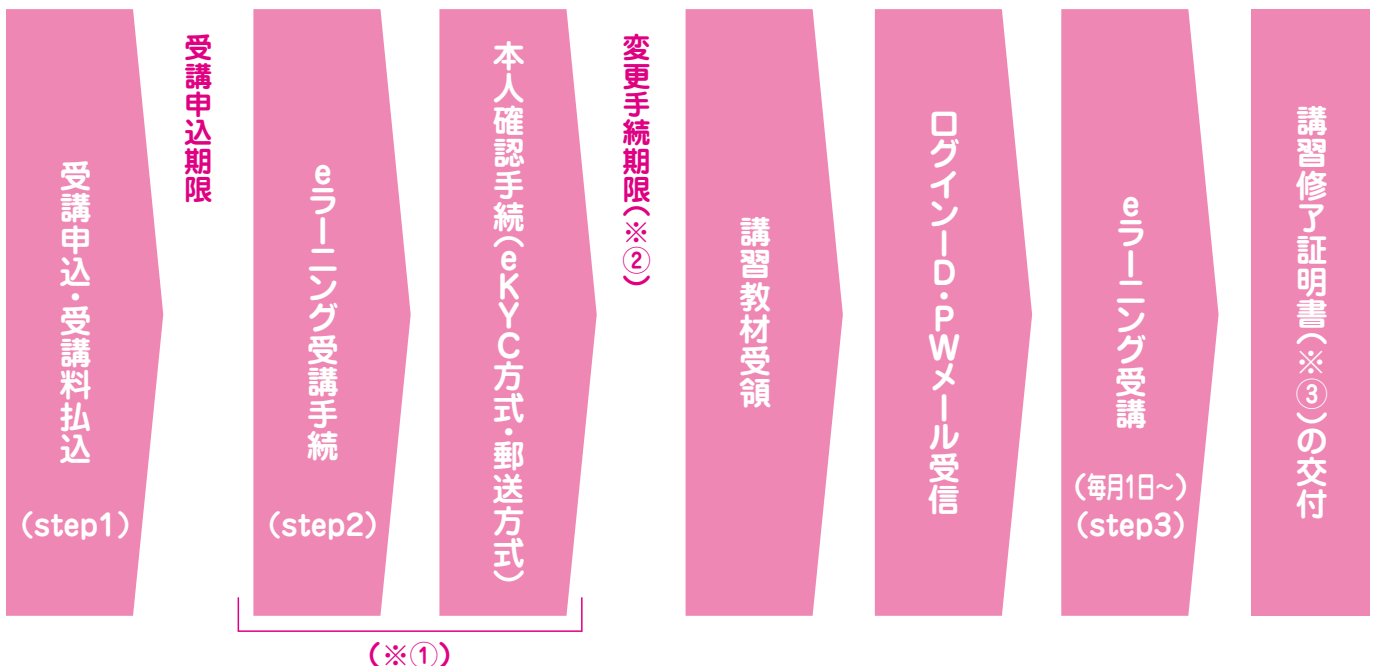 受講申込・受講料払込
(step1)
受講申込期限
eラーニング受講手続
(step2)
本人確認手続(eKYC方式・郵送方式)
(※①)
変更手続期限(※②)
講習教材受領
ログインID・PWメール受信
eラーニング受講
(毎月1日~)
(step3)
講習修了証明書(※③)の交付